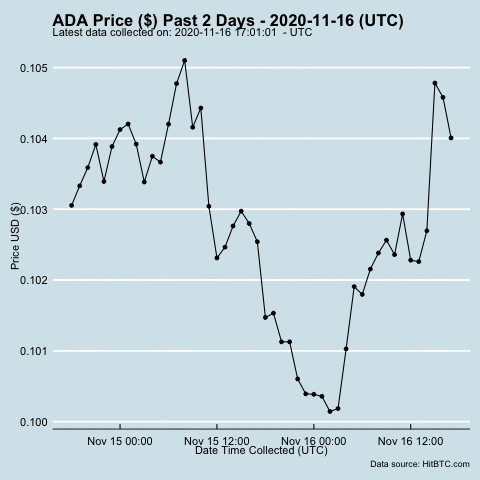 ADA Price ($) Past 2 Days - 2020-11-16 (UTC)
Latest data collected on: 2020-11-16 17:01:01  - UTC
0.105
0.104
0.103
Price USD ($)
0.102
0.101
0.100
Nov 15 00:00 Nov 15 12:00 Nov 16 00:00 Nov 16 12:00
Date Time Collected (UTC)
Data source: HitBTC.com